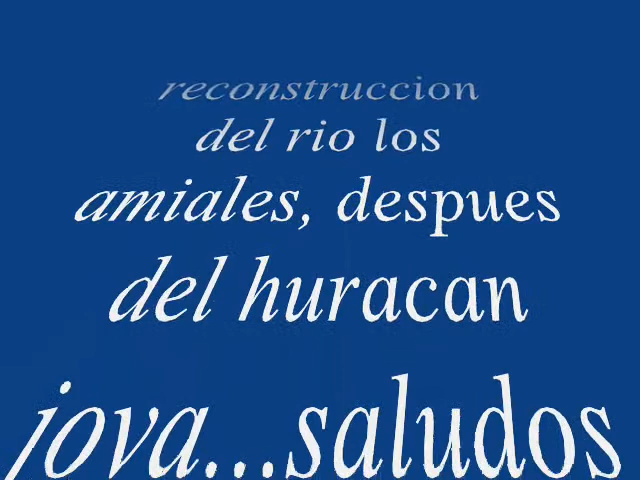 reconstruccion
del rio los
amiales, despues
del huracan
jova...saludos